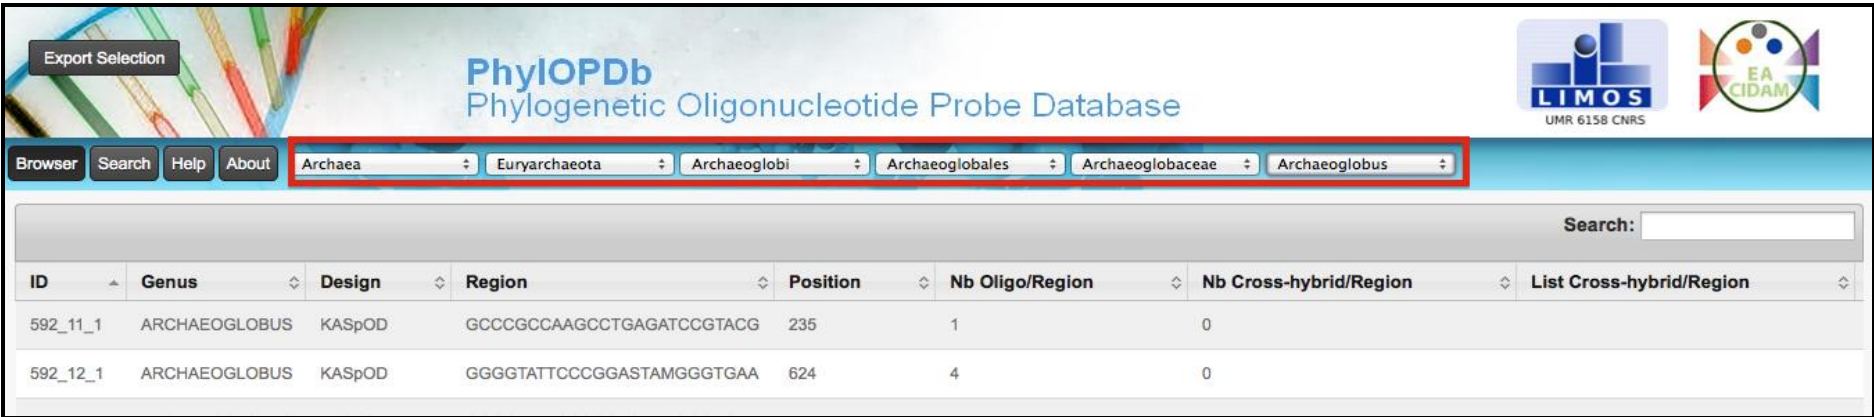 Export Selection
PhylOPDb
Phylogenetic Oligonucleotide Probe Database
LIMOS
UMR 6158 CNRS
EA
CIDAM
Browser Search Help About Archaea Euryarchaeota Archaeoglobi Archaeoglobales Archaeoglobaceae Archaeoglobus
Search:
ID Genus Design Region Position Nb Oligo/Region Nb Cross-hybrid/Region List Cross-hybrid/Region
592_11_1 ARCHAEOGLOBUS KASpOD GCCCGCCAAGCCTGAGATCCGTACG 235 1 0
592_12_1 ARCHAEOGLOBUS KASpOD GGGGTATTCCCGGASTAMGGGTGAA 624 4 0